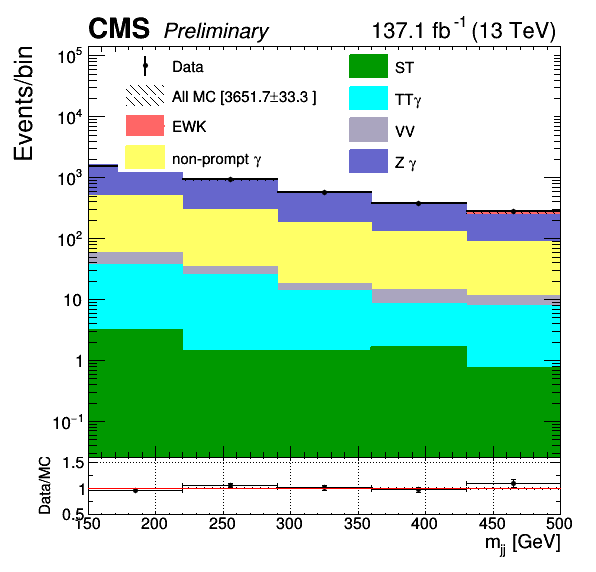 CMS Preliminary 137.1 fb⁻¹ (13 TeV)
Events/bin
10⁵
10⁴
10³
10²
10
1
10⁻¹
Data
All MC [3651.7±33.3 ]
EWK
non-prompt γ
ST
TTγ
VV
Z γ
Data/MC
1.5
1
0.5
150 200 250 300 350 400 450 500
m_jj [GeV]